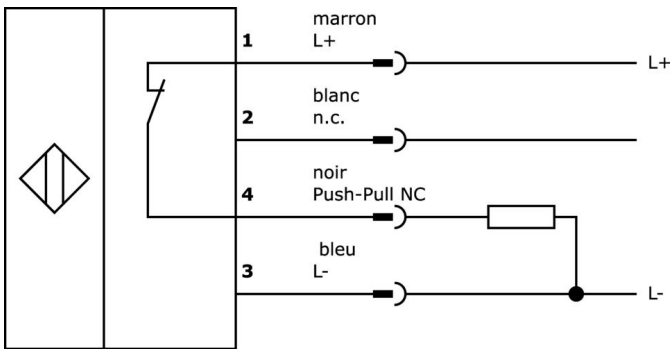 marron
1 L+ L+
blanc
2 n.c.
noir
4 Push-Pull NC
bleu
3 L- L-